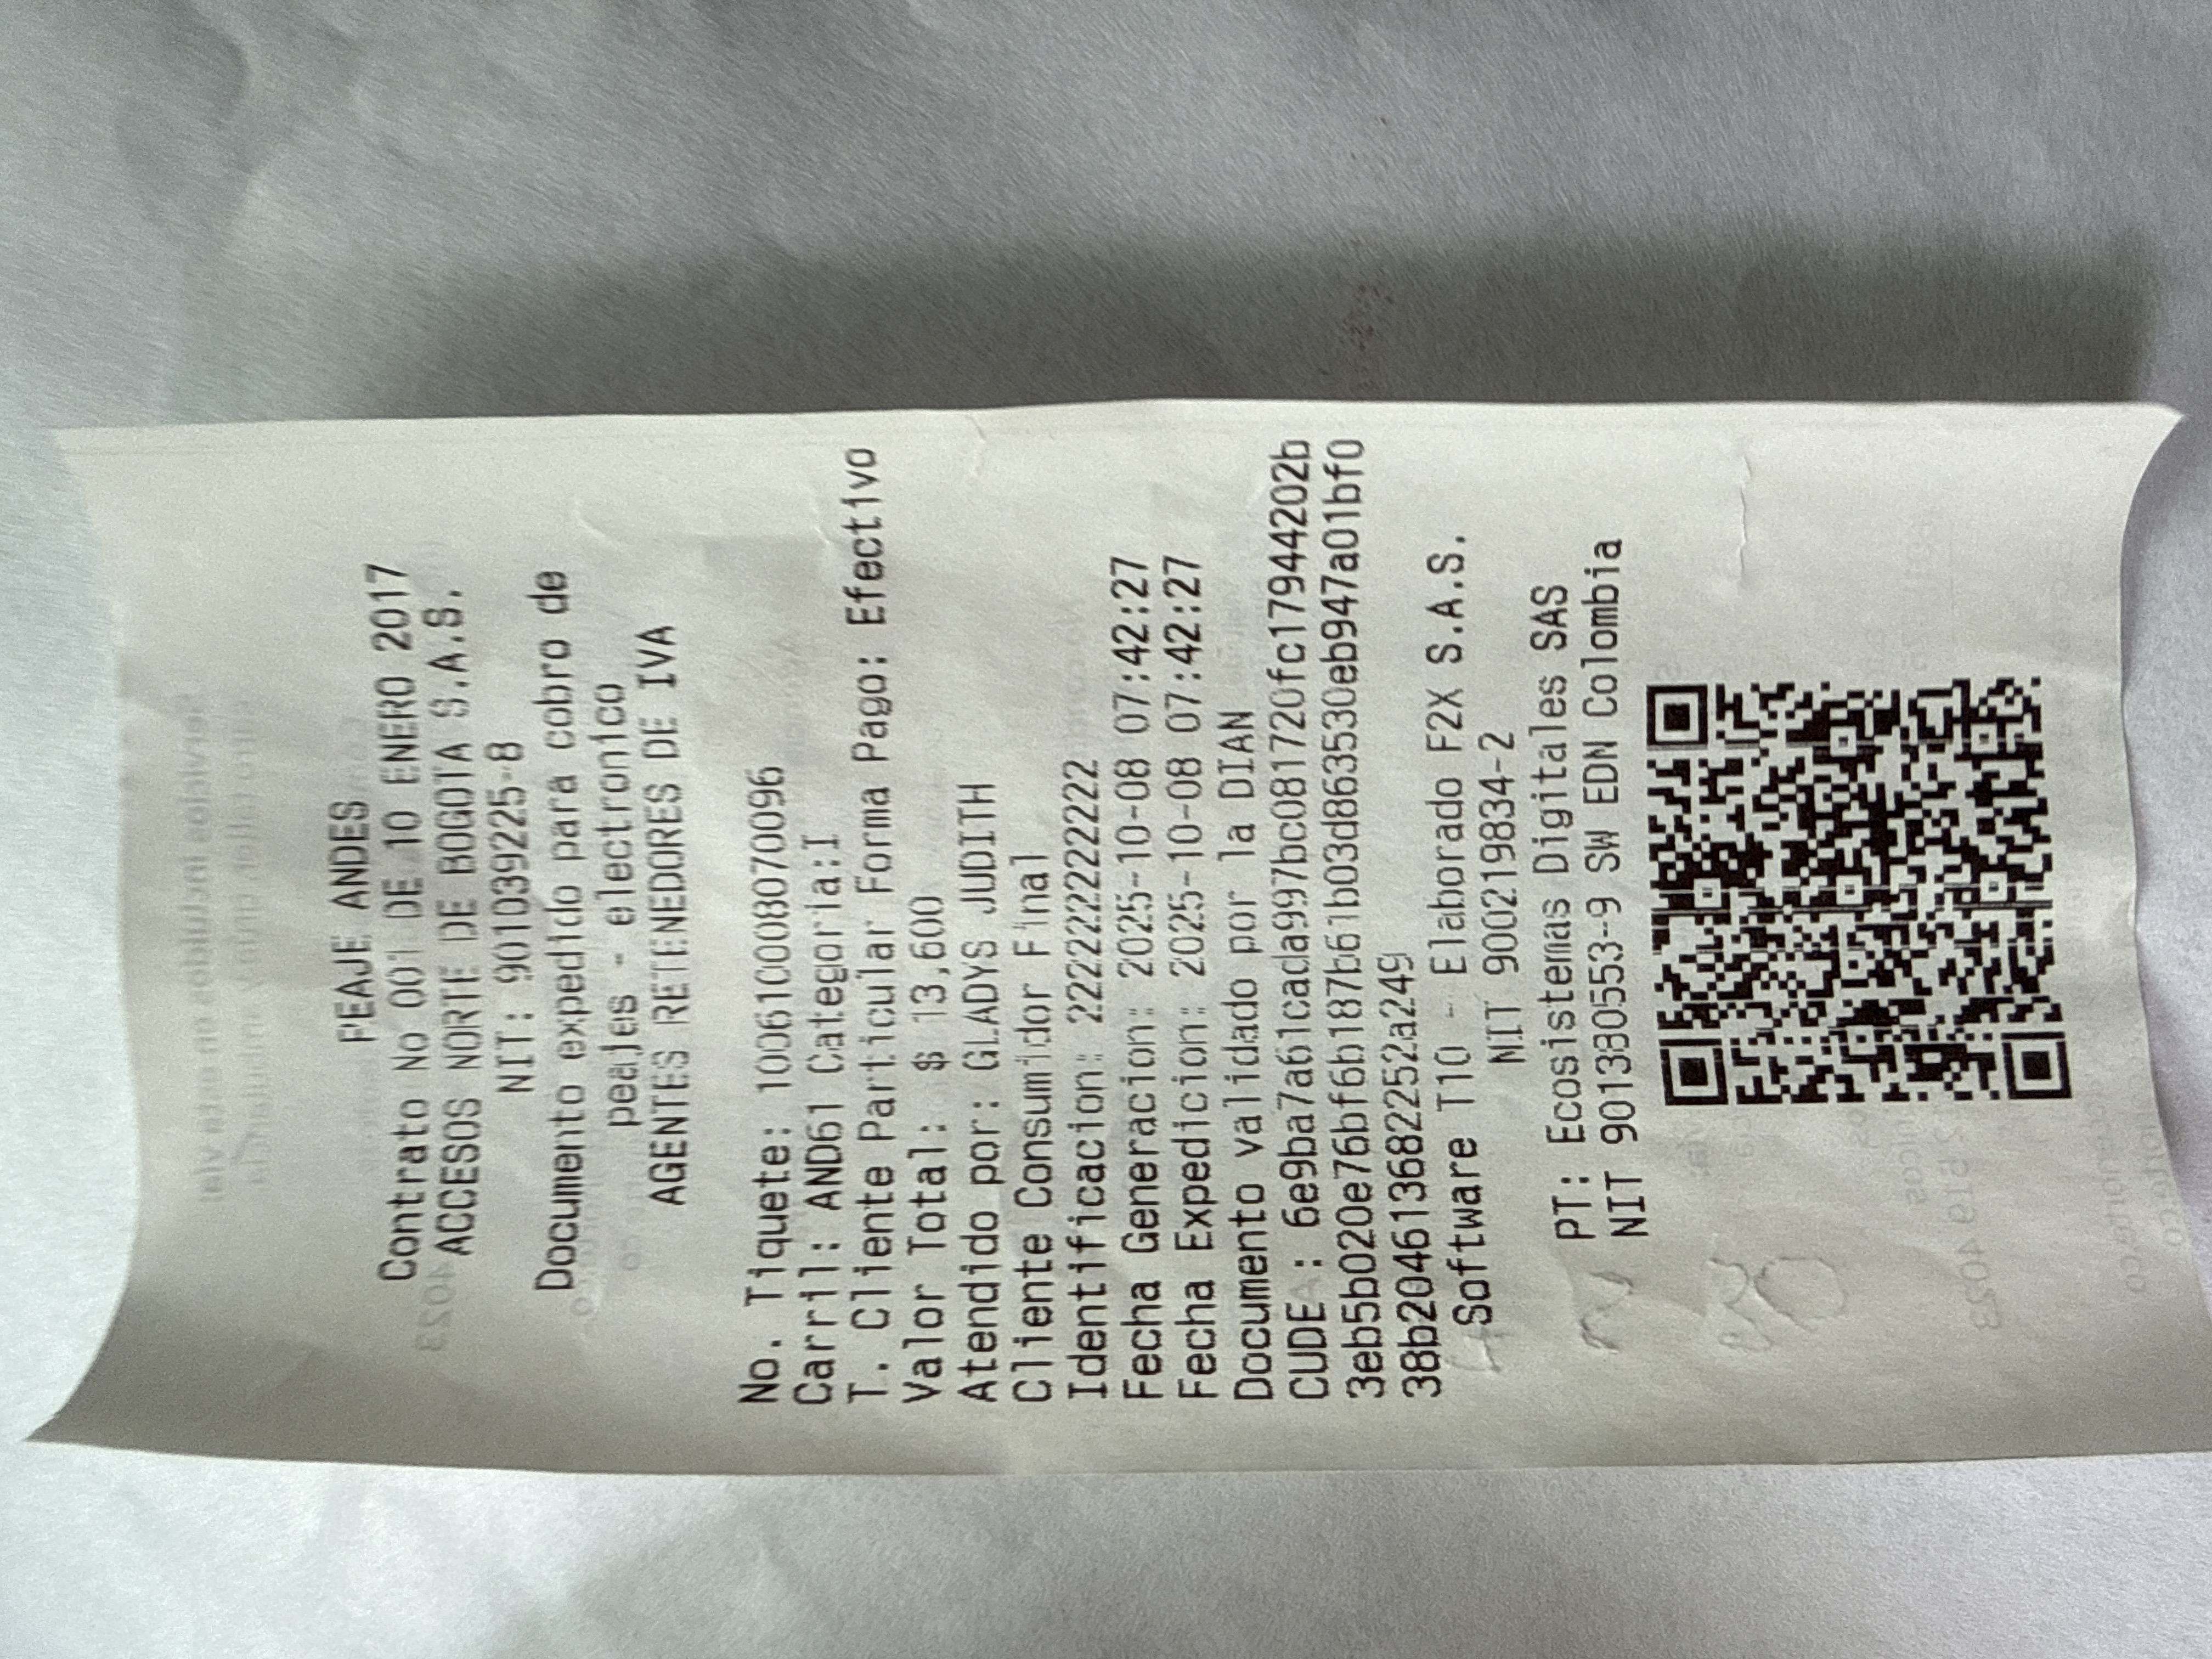 PEAJE ANDES
Contrato No 001 DE 10 ENERO 2017
ACCESOS NORTE DE BOGOTA S.A.S.
NIT: 901039225-8
Documento expedido para cobro de
peajes - electronico
AGENTES RETENEDORES DE IVA
No. Tiquete: 100610080700096
Carril: AND61 Categoria:I
T. Cliente Particular Forma Pago: Efectivo
Valor Total: $ 13,600
Atendido por: GLADYS JUDITH
Cliente Consumidor Final
Identificacion: 222222222222
Fecha Generacion: 2025-10-08 07:42:27
Fecha Expedicion: 2025-10-08 07:42:27
Documento validado por la DIAN
CUDE : 6e9ba7a61cada997bc081720fc17944202b
3eb5b020e76bf6b187b61b03d863530eb947a01bf0
38b204613682252a249
Software T10 - Elaborado F2X S.A.S.
NIT 900219834-2
PT: Ecosistemas Digitales SAS
NIT 901380553-9 SW EDN Colombia